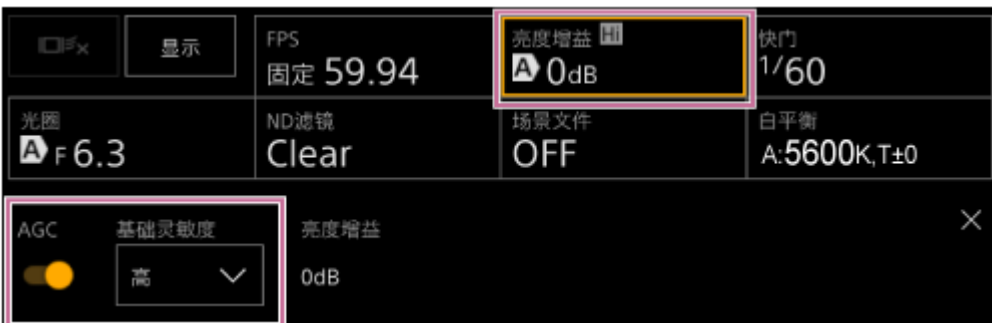 显示
FPS
固定 59.94
亮度增益 Hi
A 0dB
快门
1/60
光圈
A F6.3
ND滤镜
Clear
场景文件
OFF
白平衡
A:5600K,T±0
AGC
基础灵敏度
亮度增益
高
0dB